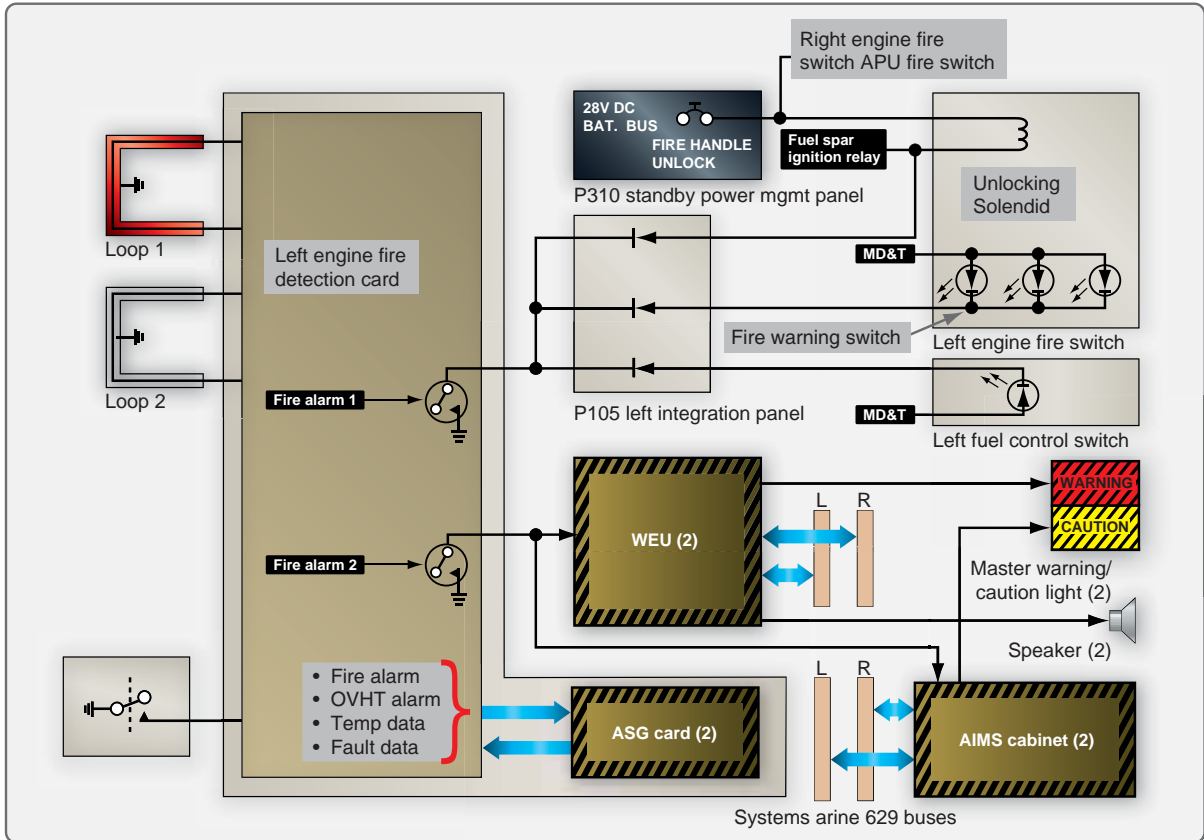 Right engine fire
switch APU fire switch
28V DC
BAT. BUS
FIRE HANDLE
UNLOCK
Fuel spar
ignition relay
P310 standby power mgmt panel
Unlocking
Solendid
Loop 1
Left engine fire
detection card
MD&T
Fire warning switch
Left engine fire switch
Loop 2
Fire alarm 1
P105 left integration panel
MD&T
Left fuel control switch
WARNING
CAUTION
L R
WEU (2)
Fire alarm 2
Master warning/
caution light (2)
Speaker (2)
• Fire alarm
• OVHT alarm
• Temp data
• Fault data
L R
ASG card (2)
AIMS cabinet (2)
Systems arine 629 buses